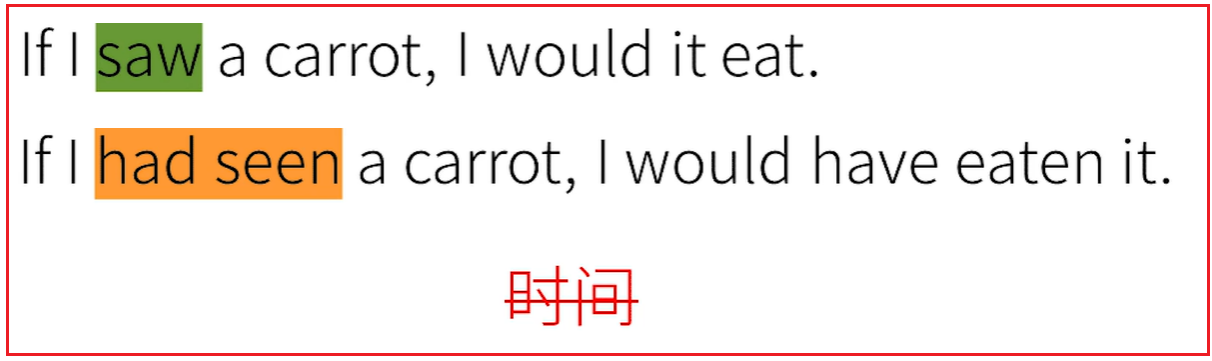 If I saw a carrot, I would it eat.
If I had seen a carrot, I would have eaten it.
时间